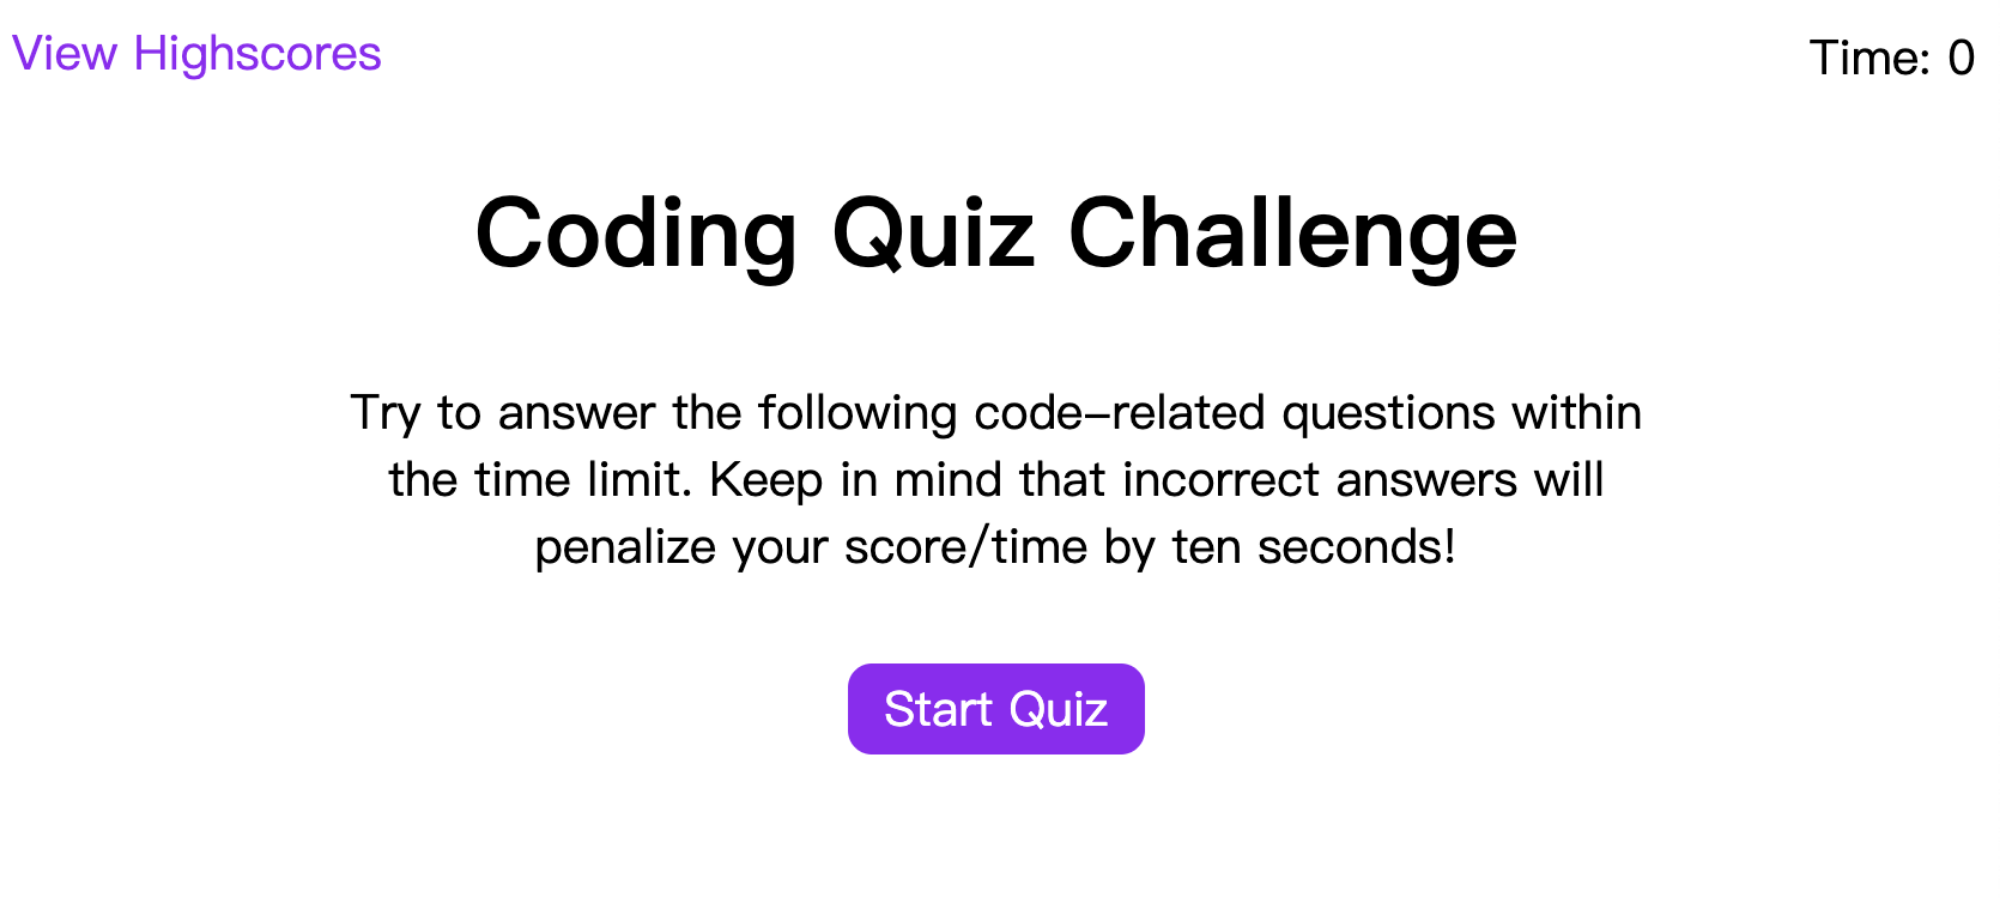 View Highscores
Time: 0
Coding Quiz Challenge
Try to answer the following code-related questions within
the time limit. Keep in mind that incorrect answers will
penalize your score/time by ten seconds!
Start Quiz